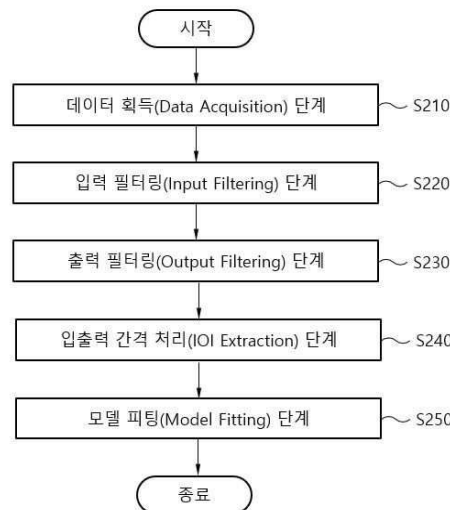 시작
데이터 획득(Data Acquisition) 단계 S210
입력 필터링(Input Filtering) 단계 S220
출력 필터링(Output Filtering) 단계 S230
입출력 간격 처리(IOI Extraction) 단계 S240
모델 피팅(Model Fitting) 단계 S250
종료